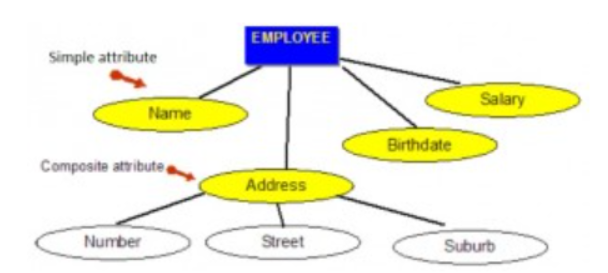 EMPLOYEE
Simple attribute
Name
Salary
Birthdate
Composite attribute
Address
Number
Street
Suburb